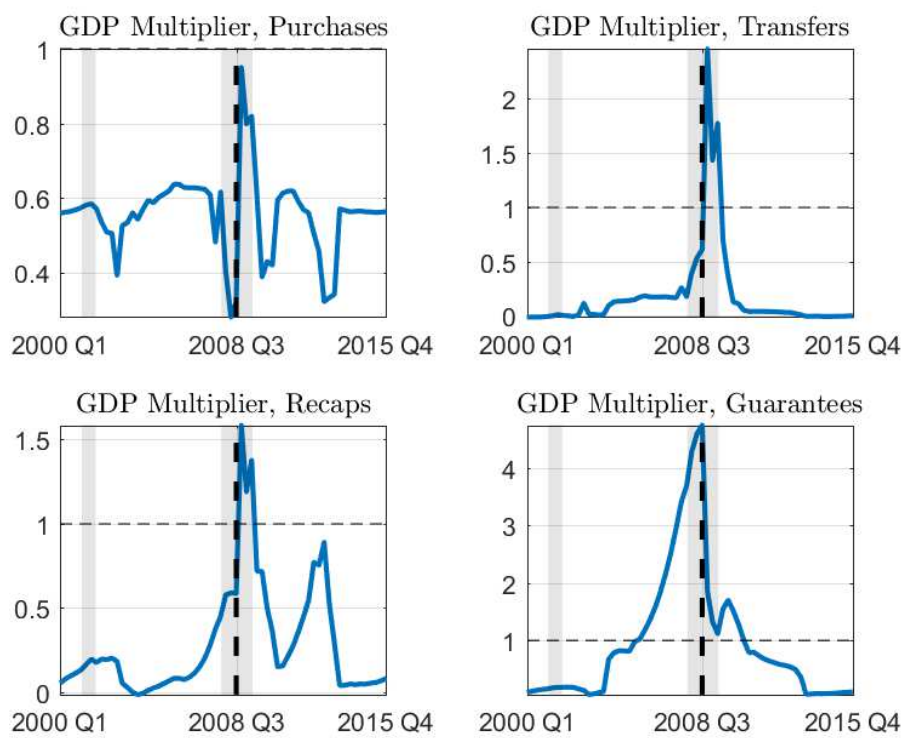 GDP Multiplier, Purchases
1
0.8
0.6
0.4
2000 Q1 2008 Q3 2015 Q4
GDP Multiplier, Transfers
2
1.5
1
0.5
0
2000 Q1 2008 Q3 2015 Q4
GDP Multiplier, Recaps
1.5
1
0.5
0
2000 Q1 2008 Q3 2015 Q4
GDP Multiplier, Guarantees
4
3
2
1
2000 Q1 2008 Q3 2015 Q4